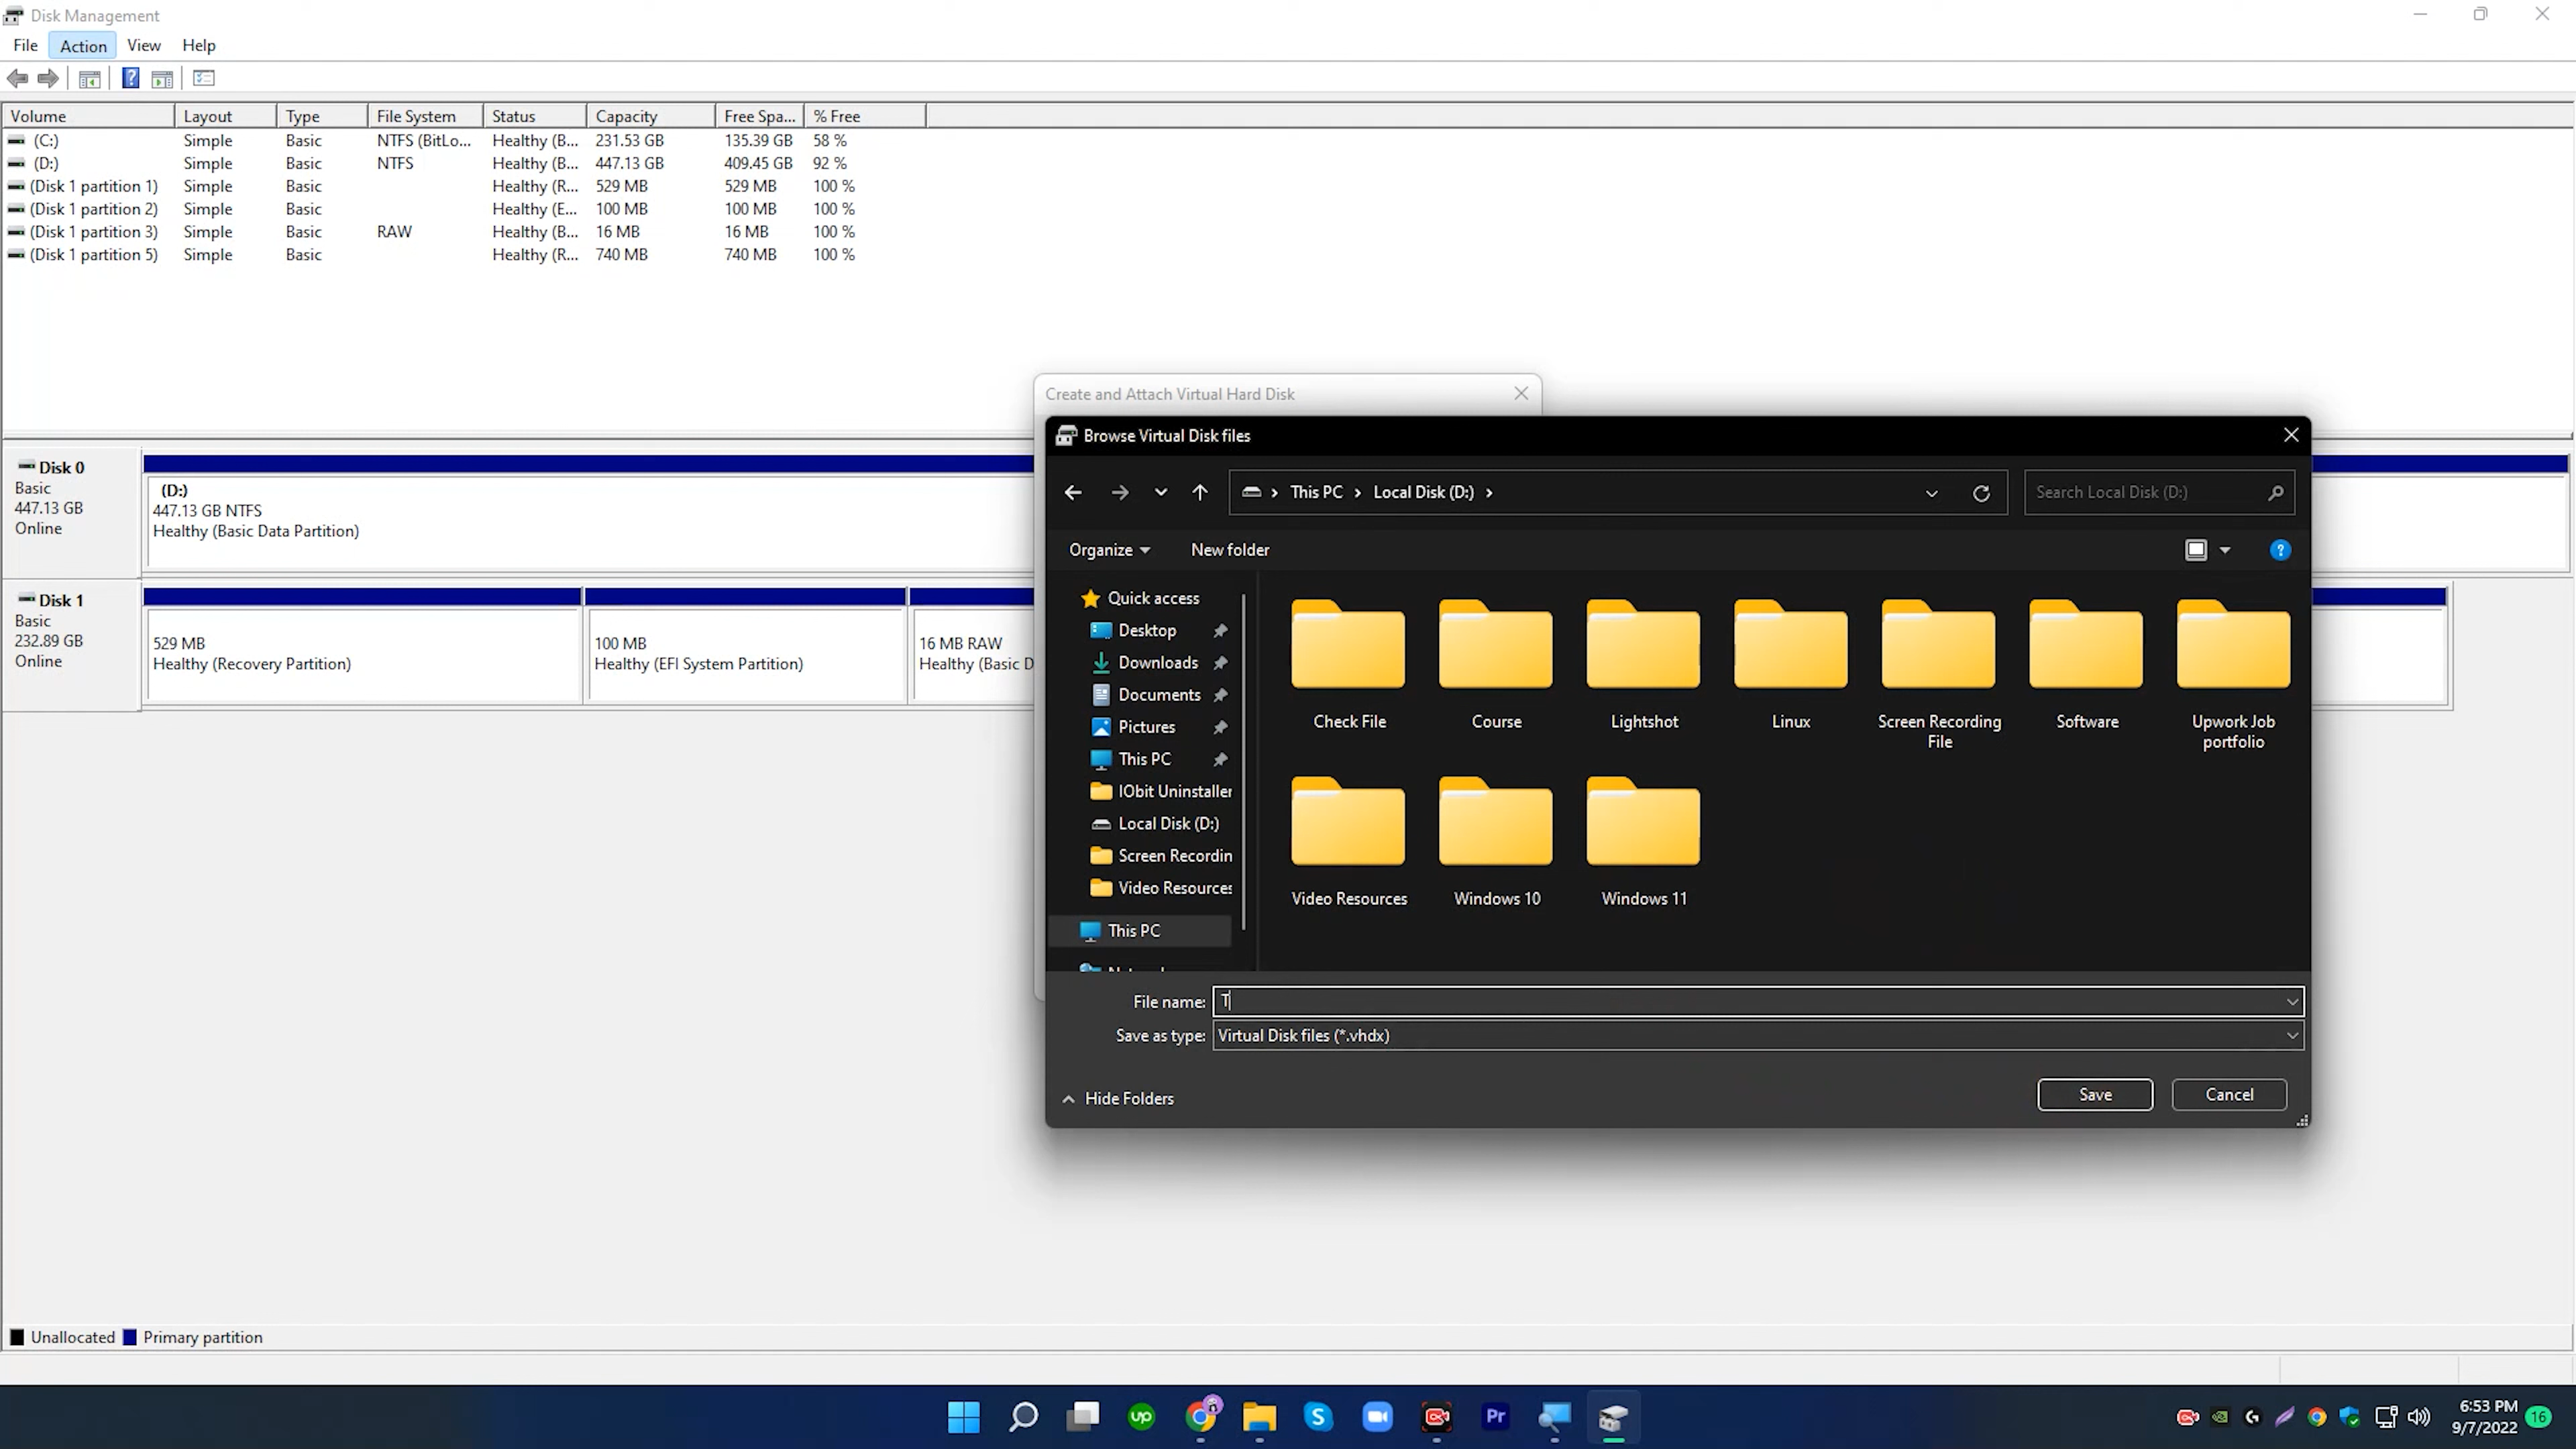 Disk Management
File Action View Help
Volume Layout Type File System Status Capacity Free Spa... % Free
(C:) Simple Basic NTFS (BitLo... Healthy (B... 231.53 GB 135.39 GB 58 %
(D:) Simple Basic NTFS Healthy (B... 447.13 GB 409.45 GB 92 %
(Disk 1 partition 1) Simple Basic Healthy (R... 529 MB 529 MB 100 %
(Disk 1 partition 2) Simple Basic Healthy (E... 100 MB 100 MB 100 %
(Disk 1 partition 3) Simple Basic RAW Healthy (B... 16 MB 16 MB 100 %
(Disk 1 partition 5) Simple Basic Healthy (R... 740 MB 740 MB 100 %
Disk 0
Basic
447.13 GB
Online
(D:)
447.13 GB NTFS
Healthy (Basic Data Partition)
Disk 1
Basic
232.89 GB
Online
529 MB
Healthy (Recovery Partition)
100 MB
Healthy (EFI System Partition)
16 MB RAW
Healthy (Basic D
Create and Attach Virtual Hard Disk
Browse Virtual Disk files
This PC › Local Disk (D:) ›
Search Local Disk (D:)
Organize New folder
Quick access
Desktop
Downloads
Documents
Pictures
This PC
IObit Uninstaller
Local Disk (D:)
Screen Recordin
Video Resources
This PC
Check File
Course
Lightshot
Linux
Screen Recording
File
Software
Upwork Job
portfolio
Video Resources
Windows 10
Windows 11
File name: T
Save as type: Virtual Disk files (*.vhdx)
Hide Folders
Save
Cancel
Unallocated Primary partition
up
S
Pr
6:53 PM
9/7/2022
16